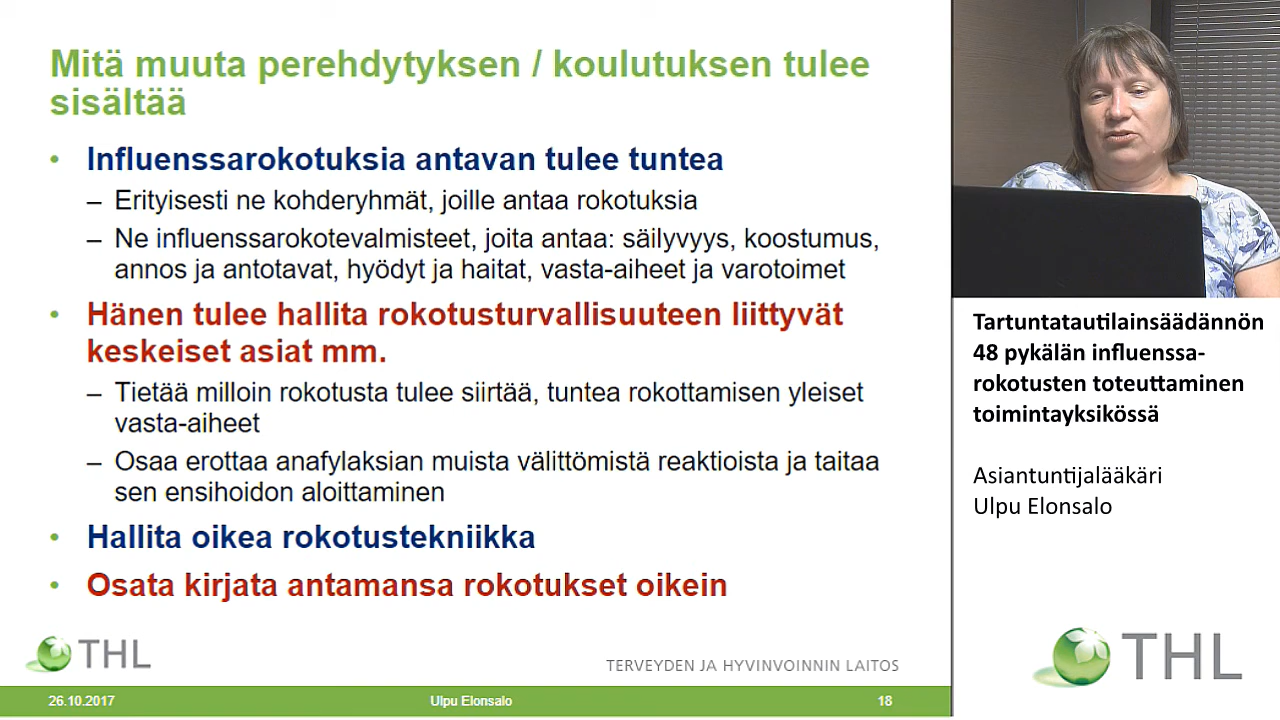 Mitä muuta perehdytyksen / koulutuksen tulee
sisältää
• Influenssarokotuksia antavan tulee tuntea
– Erityisesti ne kohderyhmät, joille antaa rokotuksia
– Ne influenssarokotevalmisteet, joita antaa: säilyvyys, koostumus,
annos ja antotavat, hyödyt ja haitat, vasta-aiheet ja varotoimet
• Hänen tulee hallita rokotusturvallisuuteen liittyvät
keskeiset asiat mm.
– Tietää milloin rokotusta tulee siirtää, tuntea rokottamisen yleiset
vasta-aiheet
– Osaa erottaa anafylaksian muista välittömistä reaktioista ja taitaa
sen ensihoidon aloittaminen
• Hallita oikea rokotustekniikka
• Osata kirjata antamansa rokotukset oikein
THL
TERVEYDEN JA HYVINVOINNIN LAITOS
26.10.2017
Ulpu Elonsalo
18
Tartuntatautilainsäädännön
48 pykälän influenssa-
rokotusten toteuttaminen
toimintayksikössä
Asiantuntijalääkäri
Ulpu Elonsalo
THL